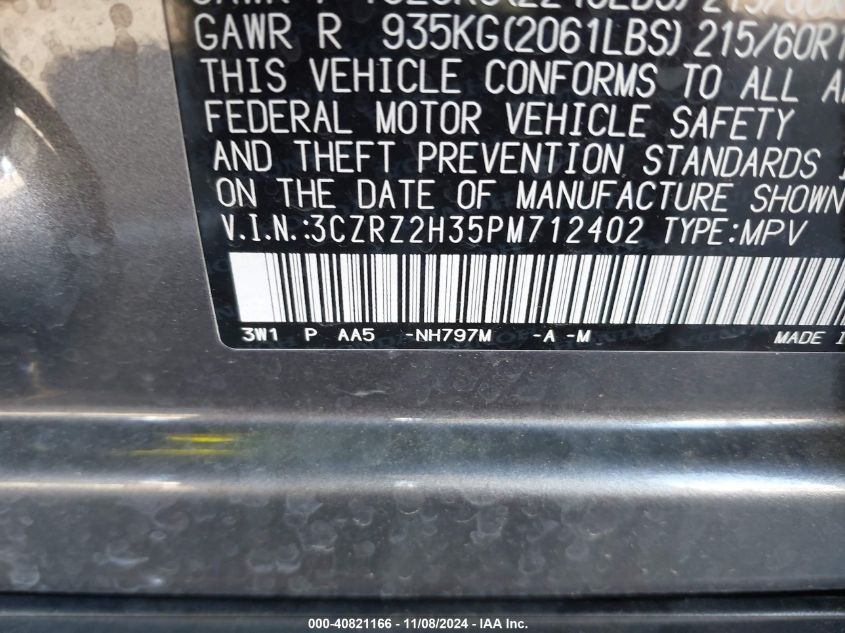 GAWR R 935KG(2061LBS) 215/60R1
THIS VEHICLE CONFORMS TO ALL
FEDERAL MOTOR VEHICLE SAFETY
AND THEFT PREVENTION STANDARDS
ON THE DATE OF MANUFACTURE SHOWN
V.I.N.:3CZRZ2H35PM712402 TYPE:MPV
3W1 P AA5 -NH797M -A -M MADE
000-40821166 - 11/08/2024 - IAA Inc.